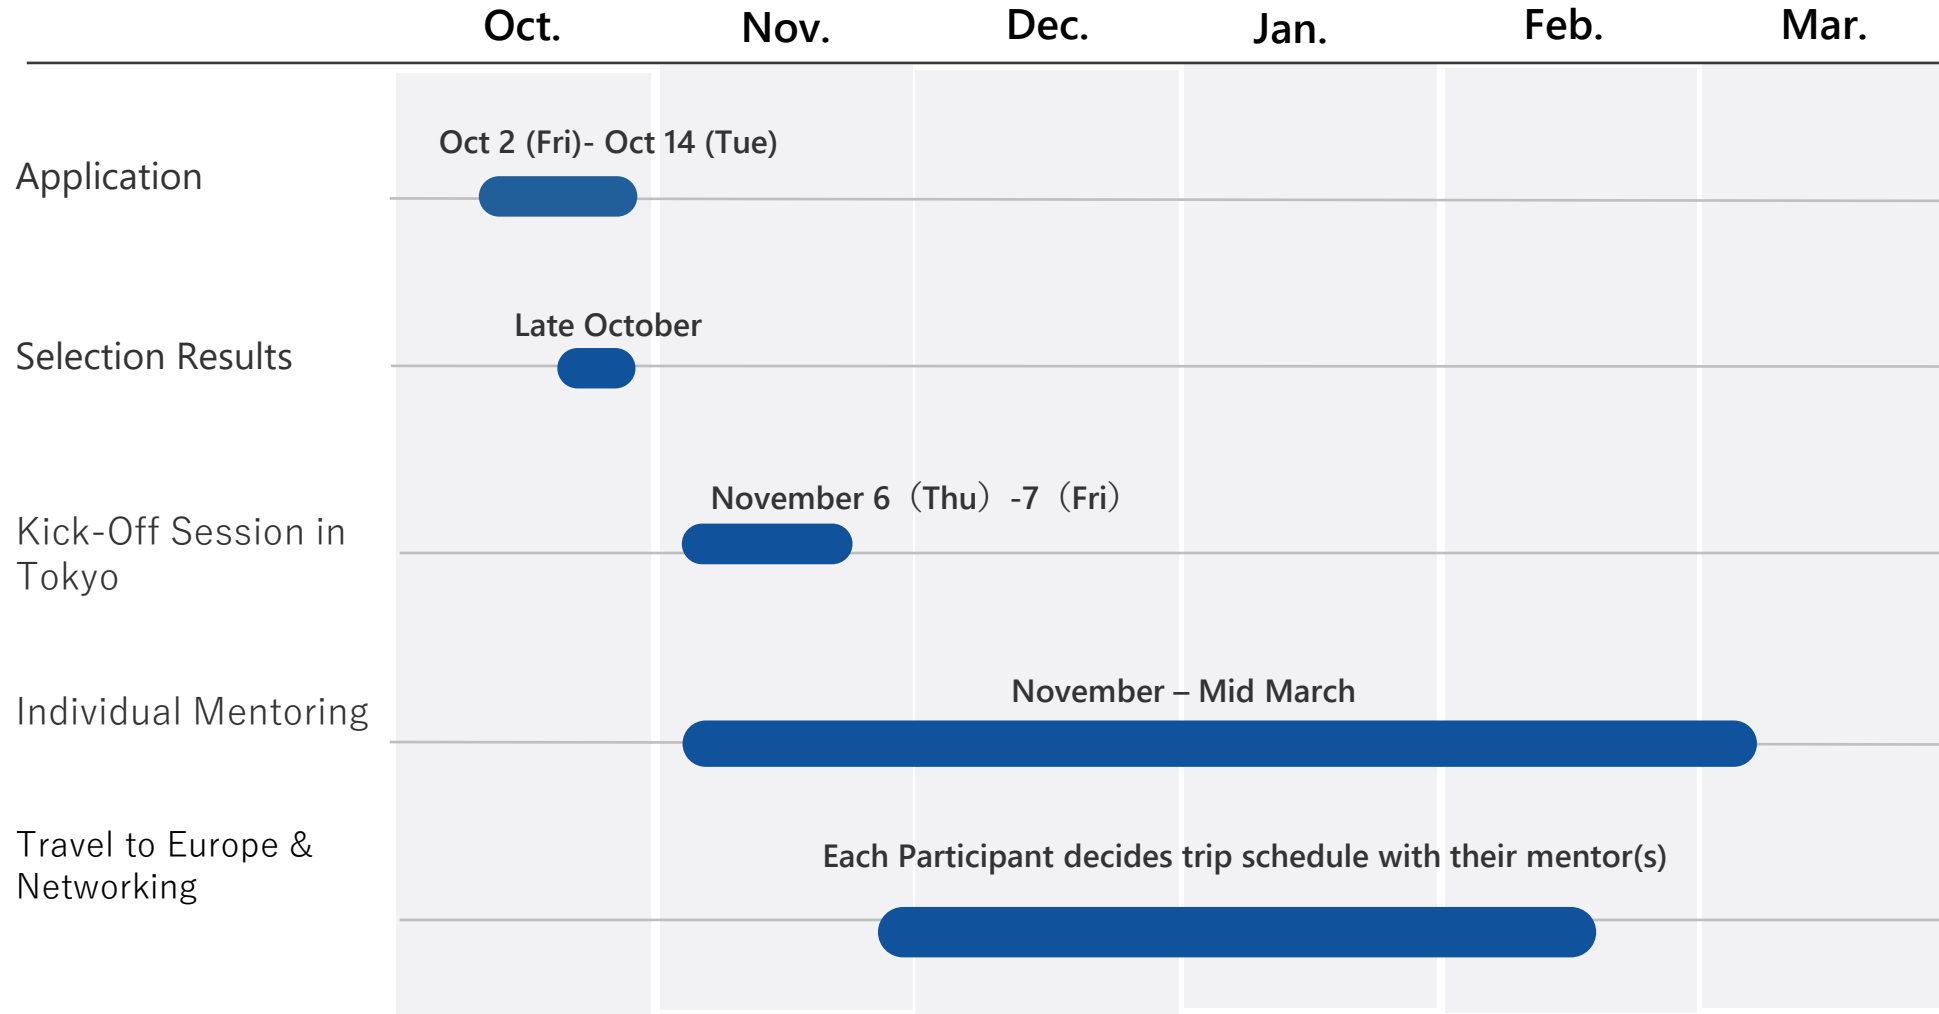 Oct.
Nov.
Dec.
Jan.
Feb.
Mar.
Application
Oct 2 (Fri)- Oct 14 (Tue)
Selection Results
Late October
Kick-Off Session in
Tokyo
November 6（Thu）-7（Fri）
Individual Mentoring
November – Mid March
Travel to Europe &
Networking
Each Participant decides trip schedule with their mentor(s)